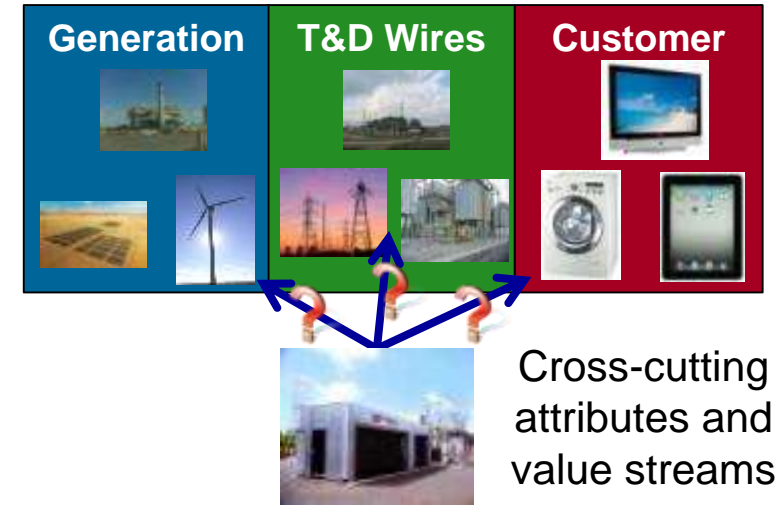 Generation
T&D Wires
Customer
?
?
?
Cross-cutting
attributes and
value streams